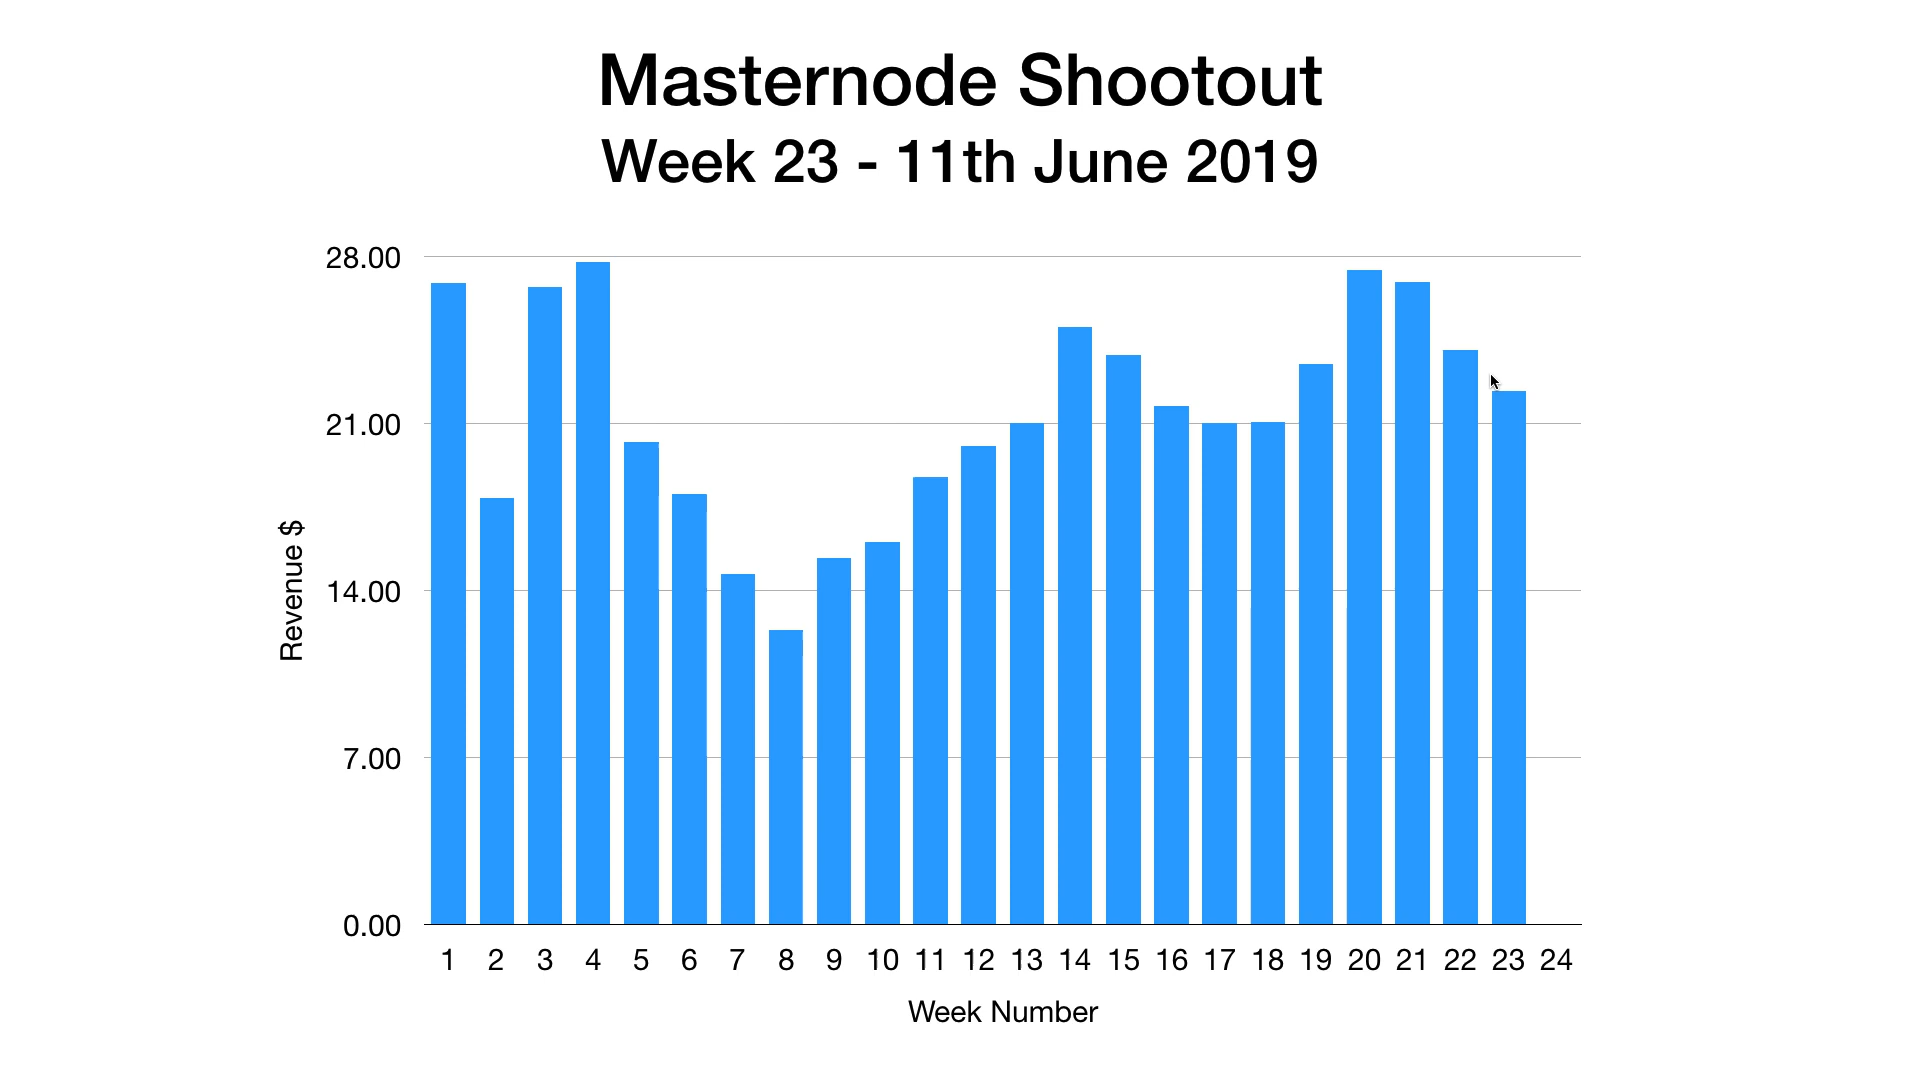 Masternode Shootout
Week 23 - 11th June 2019
28.00
21.00
14.00
7.00
0.00
Revenue $
1 2 3 4 5 6 7 8 9 10 11 12 13 14 15 16 17 18 19 20 21 22 23 24
Week Number